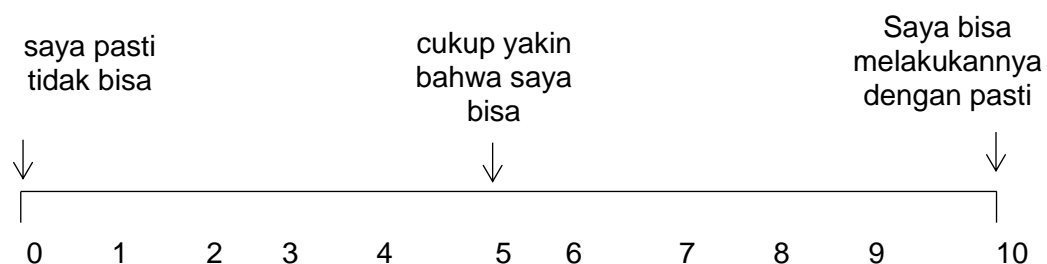 saya pasti
tidak bisa
cukup yakin
bahwa saya
bisa
Saya bisa
melakukannya
dengan pasti
0 1 2 3 4 5 6 7 8 9 10